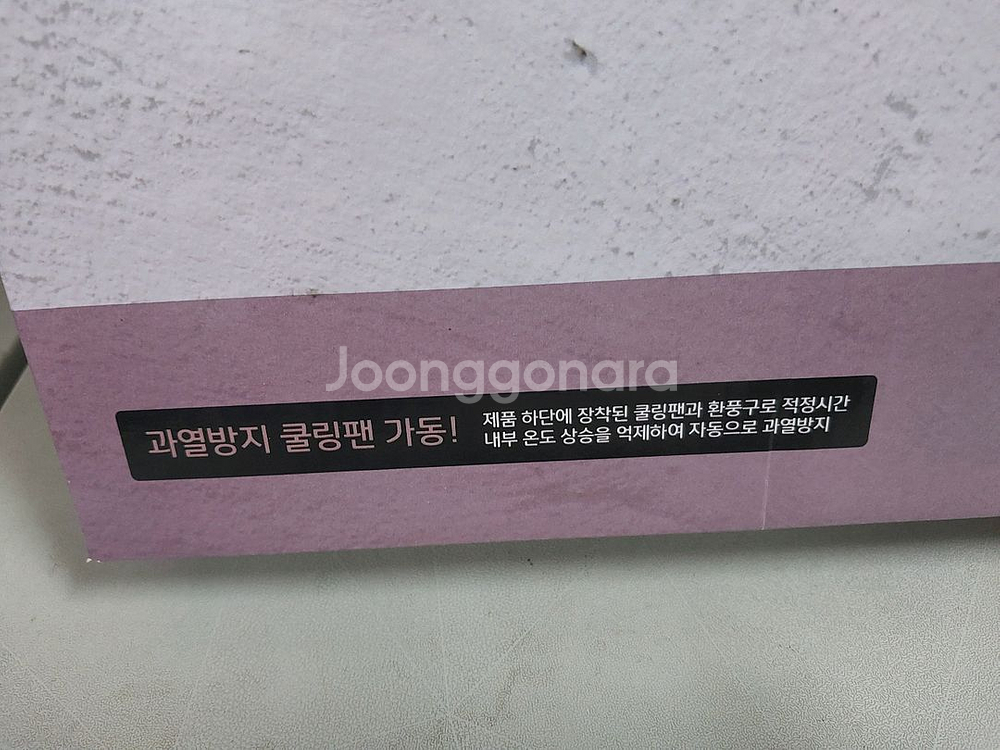 Joonggonara
과열방지 쿨링팬 가동!
제품 하단에 장착된 쿨링팬과 환풍구로 적정시간
내부 온도 상승을 억제하여 자동으로 과열방지